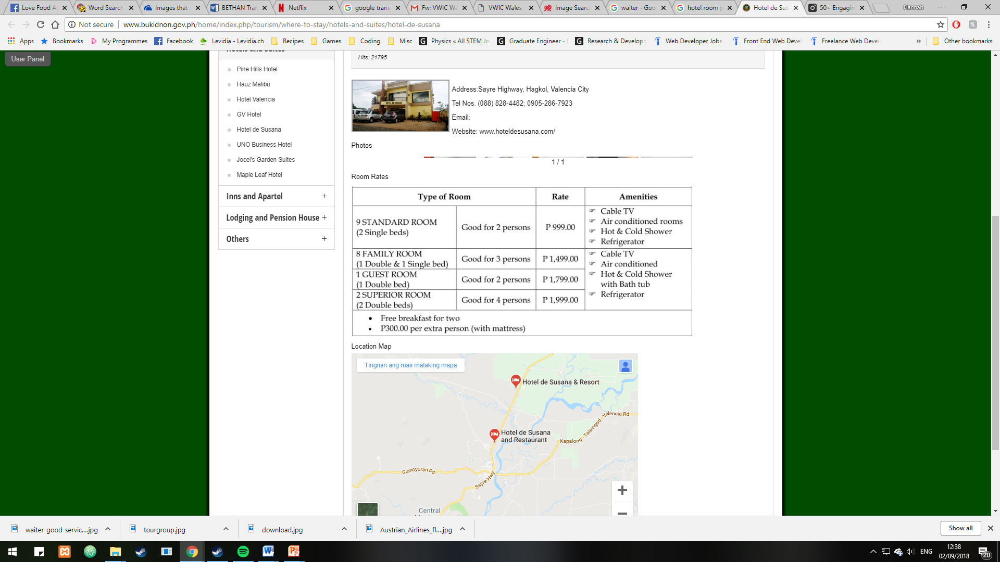 Love Food A
Word Search
Images that
BETHAN Tran
Netflix
google transl
Fw: VWIC Wa
VWIC Wales
Image Search
waiter - Goo
hotel room p
Hotel de Sus
50+ Engagin
Hannah
Not secure
www.bukidnon.gov.ph/home/index.php/tourism/where-to-stay/hotels-and-suites/hotel-de-susana
Apps
Bookmarks
My Programmes
Facebook
Levidia - Levidia.ch
Recipes
Games
Coding
Misc
Physics « All STEM Jo
Graduate Engineer -
Research & Developm
Web Developer Jobs
Front End Web Devel
Freelance Web Devel
»
Other bookmarks
User Panel
Hotels and Suites
Pine Hills Hotel
Hauz Malibu
Hotel Valencia
GV Hotel
Hotel de Susana
UNO Business Hotel
Jocel's Garden Suites
Maple Leaf Hotel
Inns and Apartel +
Lodging and Pension House +
Others +
Hits: 21795
HOTEL DE SUSANA
Address:Sayre Highway, Hagkol, Valencia City
Tel Nos. (088) 828-4482; 0905-286-7923
Email:
Website: www.hoteldesusana.com/
Photos
1 / 1
Room Rates
Type of Room Rate Amenities
9 STANDARD ROOM
(2 Single beds)
Good for 2 persons
P 999.00
Cable TV
Air conditioned rooms
Hot & Cold Shower
Refrigerator
8 FAMILY ROOM
(1 Double & 1 Single bed)
Good for 3 persons
P 1,499.00
1 GUEST ROOM
(1 Double bed)
Good for 2 persons
P 1,799.00
2 SUPERIOR ROOM
(2 Double beds)
Good for 4 persons
P 1,999.00
Cable TV
Air conditioned
Hot & Cold Shower
with Bath tub
Refrigerator
• Free breakfast for two
• P300.00 per extra person (with mattress)
Location Map
Tingnan ang mas malaking mapa
Hotel de Susana & Resort
Hotel de Susana
and Restaurant
Kapalong - Talaingod - Valencia Rd
Guinoyuran Rd
Sayre Hwy
Central
waiter-good-servic....jpg
tourgroup.jpg
download.jpg
Austrian_Airlines_fl....jpg
Show all
ENG
12:38
02/09/2018
20